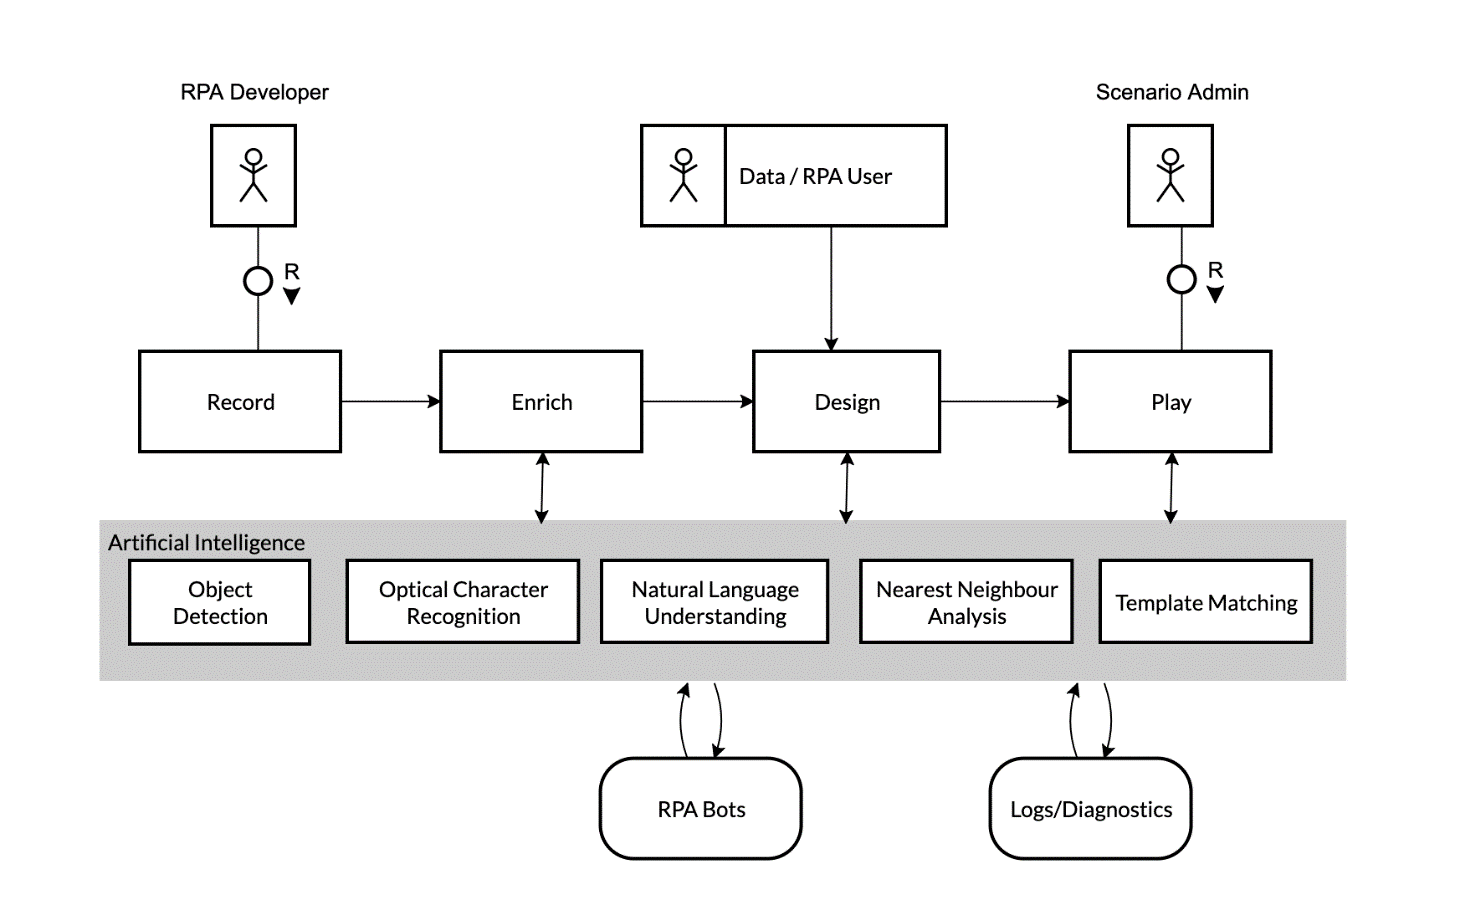 RPA Developer
Scenario Admin
Data / RPA User
R
R
Record
Enrich
Design
Play
Artificial Intelligence
Object
Detection
Optical Character
Recognition
Natural Language
Understanding
Nearest Neighbour
Analysis
Template Matching
RPA Bots
Logs/Diagnostics